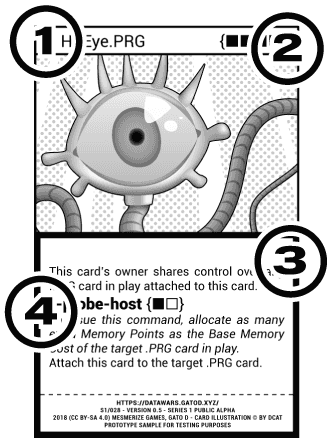 1
H Eye.PRG {■■
2
3
This card's owner shares control
.PRG card in play attached to this card.
4
obe-host {■□}
sue this command, allocate as many
Memory Points as the Base Memory
Cost of the target .PRG card in play.
Attach this card to the target .PRG card.
HTTPS://DATAWARS.GATOD.XYZ/
S1/028 - VERSION 0.5 - SERIES 1 PUBLIC ALPHA
2018 (CC BY-SA 4.0) MESMERIZE GAMES, GATO D - CARD ILLUSTRATION © BY DCAT
PROTOTYPE SAMPLE FOR TESTING PURPOSES